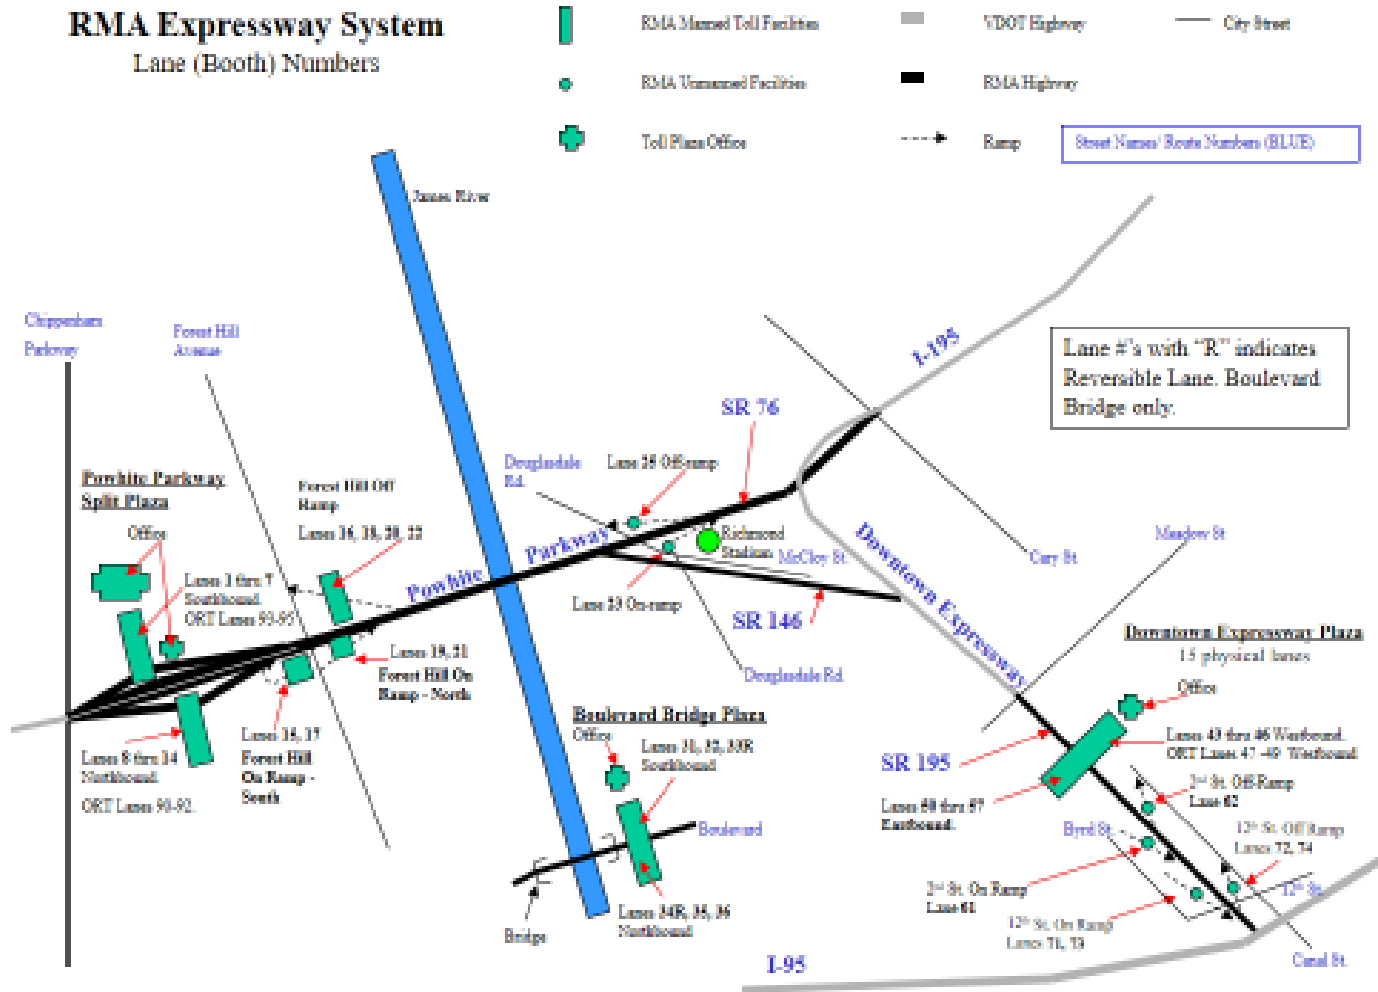 RMA Expressway System
Lane (Booth) Numbers
RMA Manned Toll Facilities
VDOT Highway
City Street
RMA Unmanned Facilities
RMA Highway
Toll Plaza Office
Ramp
Street Names/ Route Numbers (BLUE)
James River
Chippenham
Parkway
Forest Hill
Avenue
I-195
Lane #'s with "R" indicates
Reversible Lane. Boulevard
Bridge only.
SR 76
Douglasdale
Rd.
Lane 25 Off-ramp
Powhite Parkway
Split Plaza
Office
Forest Hill Off
Ramp
Lanes 16, 18, 20, 22
Lanes 1 thru 7
Southbound.
ORT Lanes 93-95
Powhite Parkway
Richmond
Stadium
McCloy St.
Downtown Expressway
Cary St.
Meadow St
Lane 23 On-ramp
SR 146
Lanes 19, 21
Forest Hill On
Ramp - North
Douglasdale Rd.
Downtown Expressway Plaza
15 physical lanes
Office
Lanes 8 thru 14
Northbound.
ORT Lanes 90-92.
Lanes 15, 17
Forest Hill
On Ramp -
South
Boulevard Bridge Plaza
Office
Lanes 31, 32, 33R
Southbound
SR 195
Lanes 43 thru 46 Westbound.
ORT Lanes 47 -49 Westbound
Lanes 50 thru 57
Eastbound.
2nd St. Off-Ramp
Lane 62
Boulevard
Byrd St.
12th St. Off Ramp
Lanes 72, 74
2nd St. On Ramp
Lane 61
12th St.
Lanes 34R, 35, 36
Northbound
Bridge
12th St. On Ramp
Lanes 71, 73
I-95
Canal St.